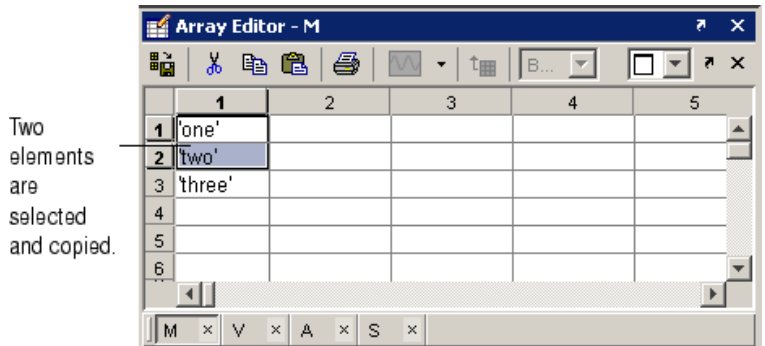 Array Editor - M
B...
1 2 3 4 5
Two
elements
are
selected
and copied.
1 'one'
2 'two'
3 'three'
4
5
6
M × V × A × S ×